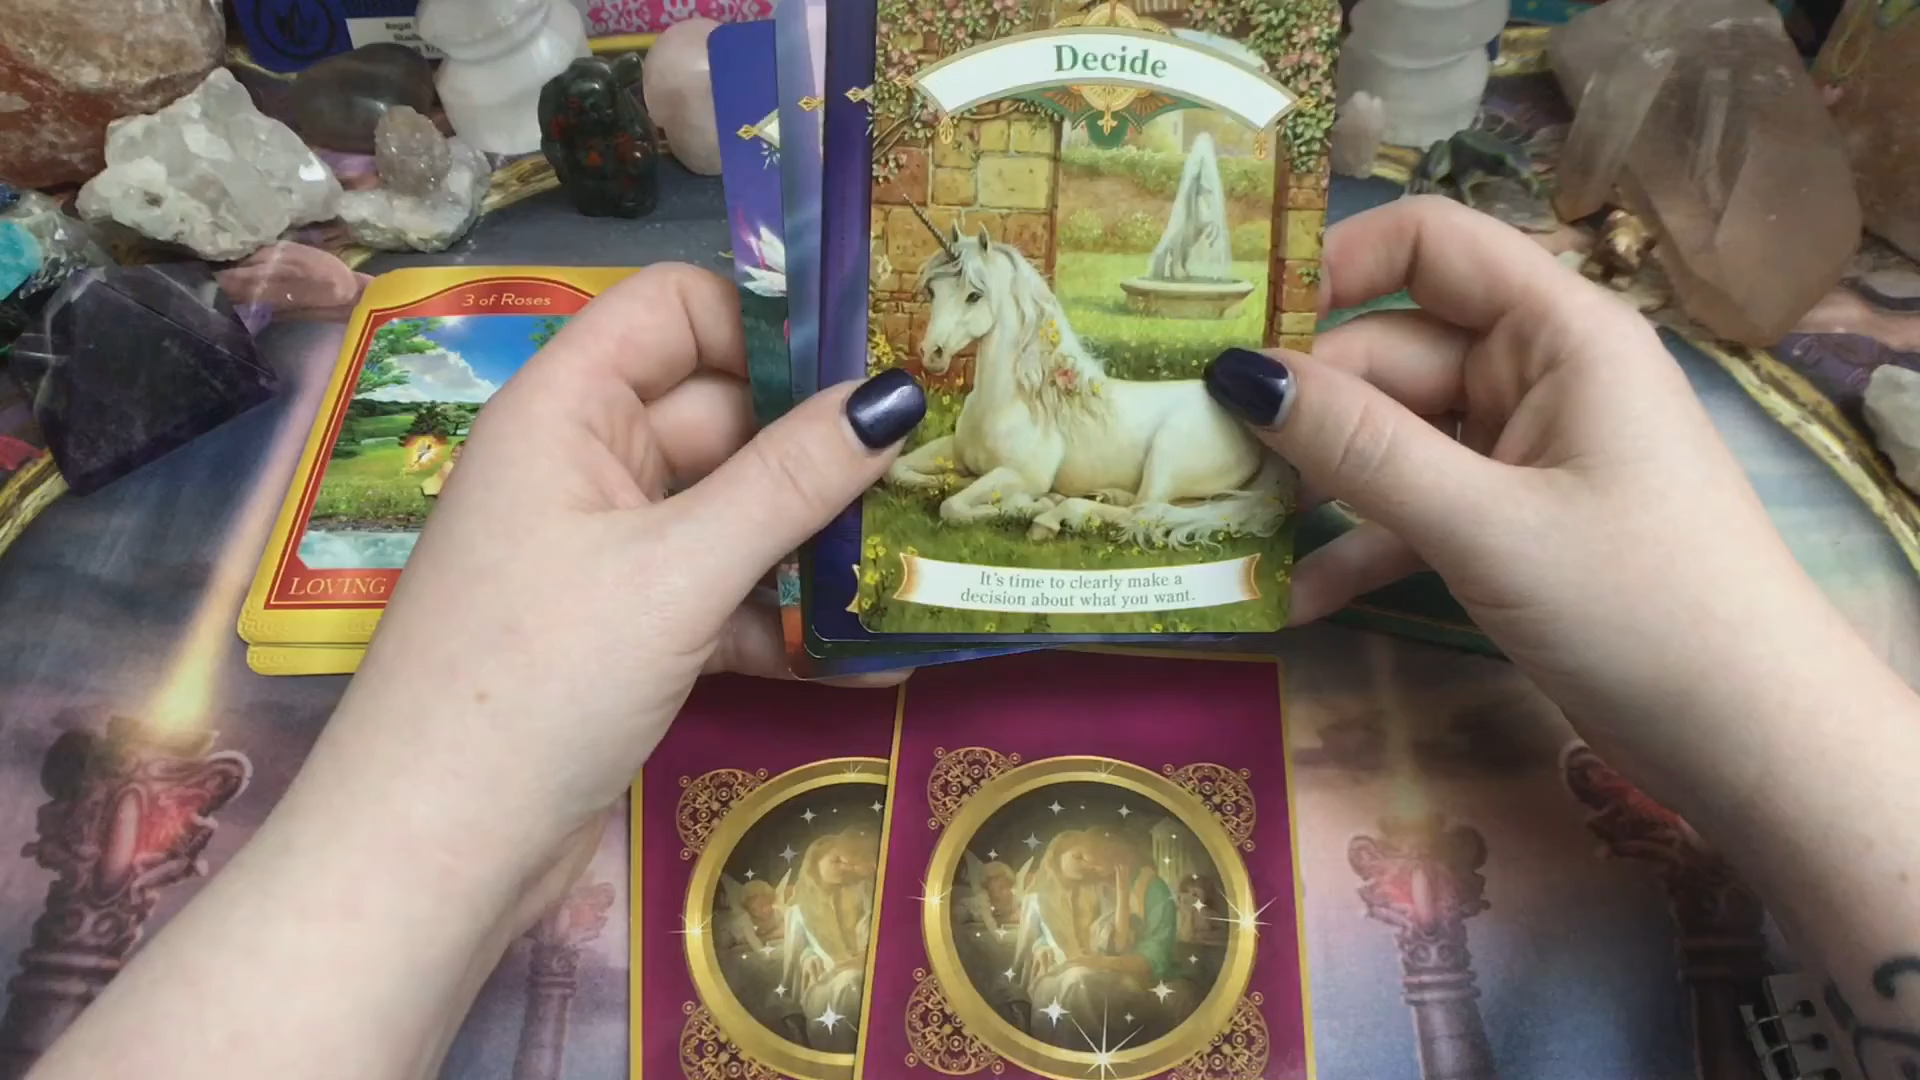 Decide
3 of Roses
LOVING
It's time to clearly make a
decision about what you want.